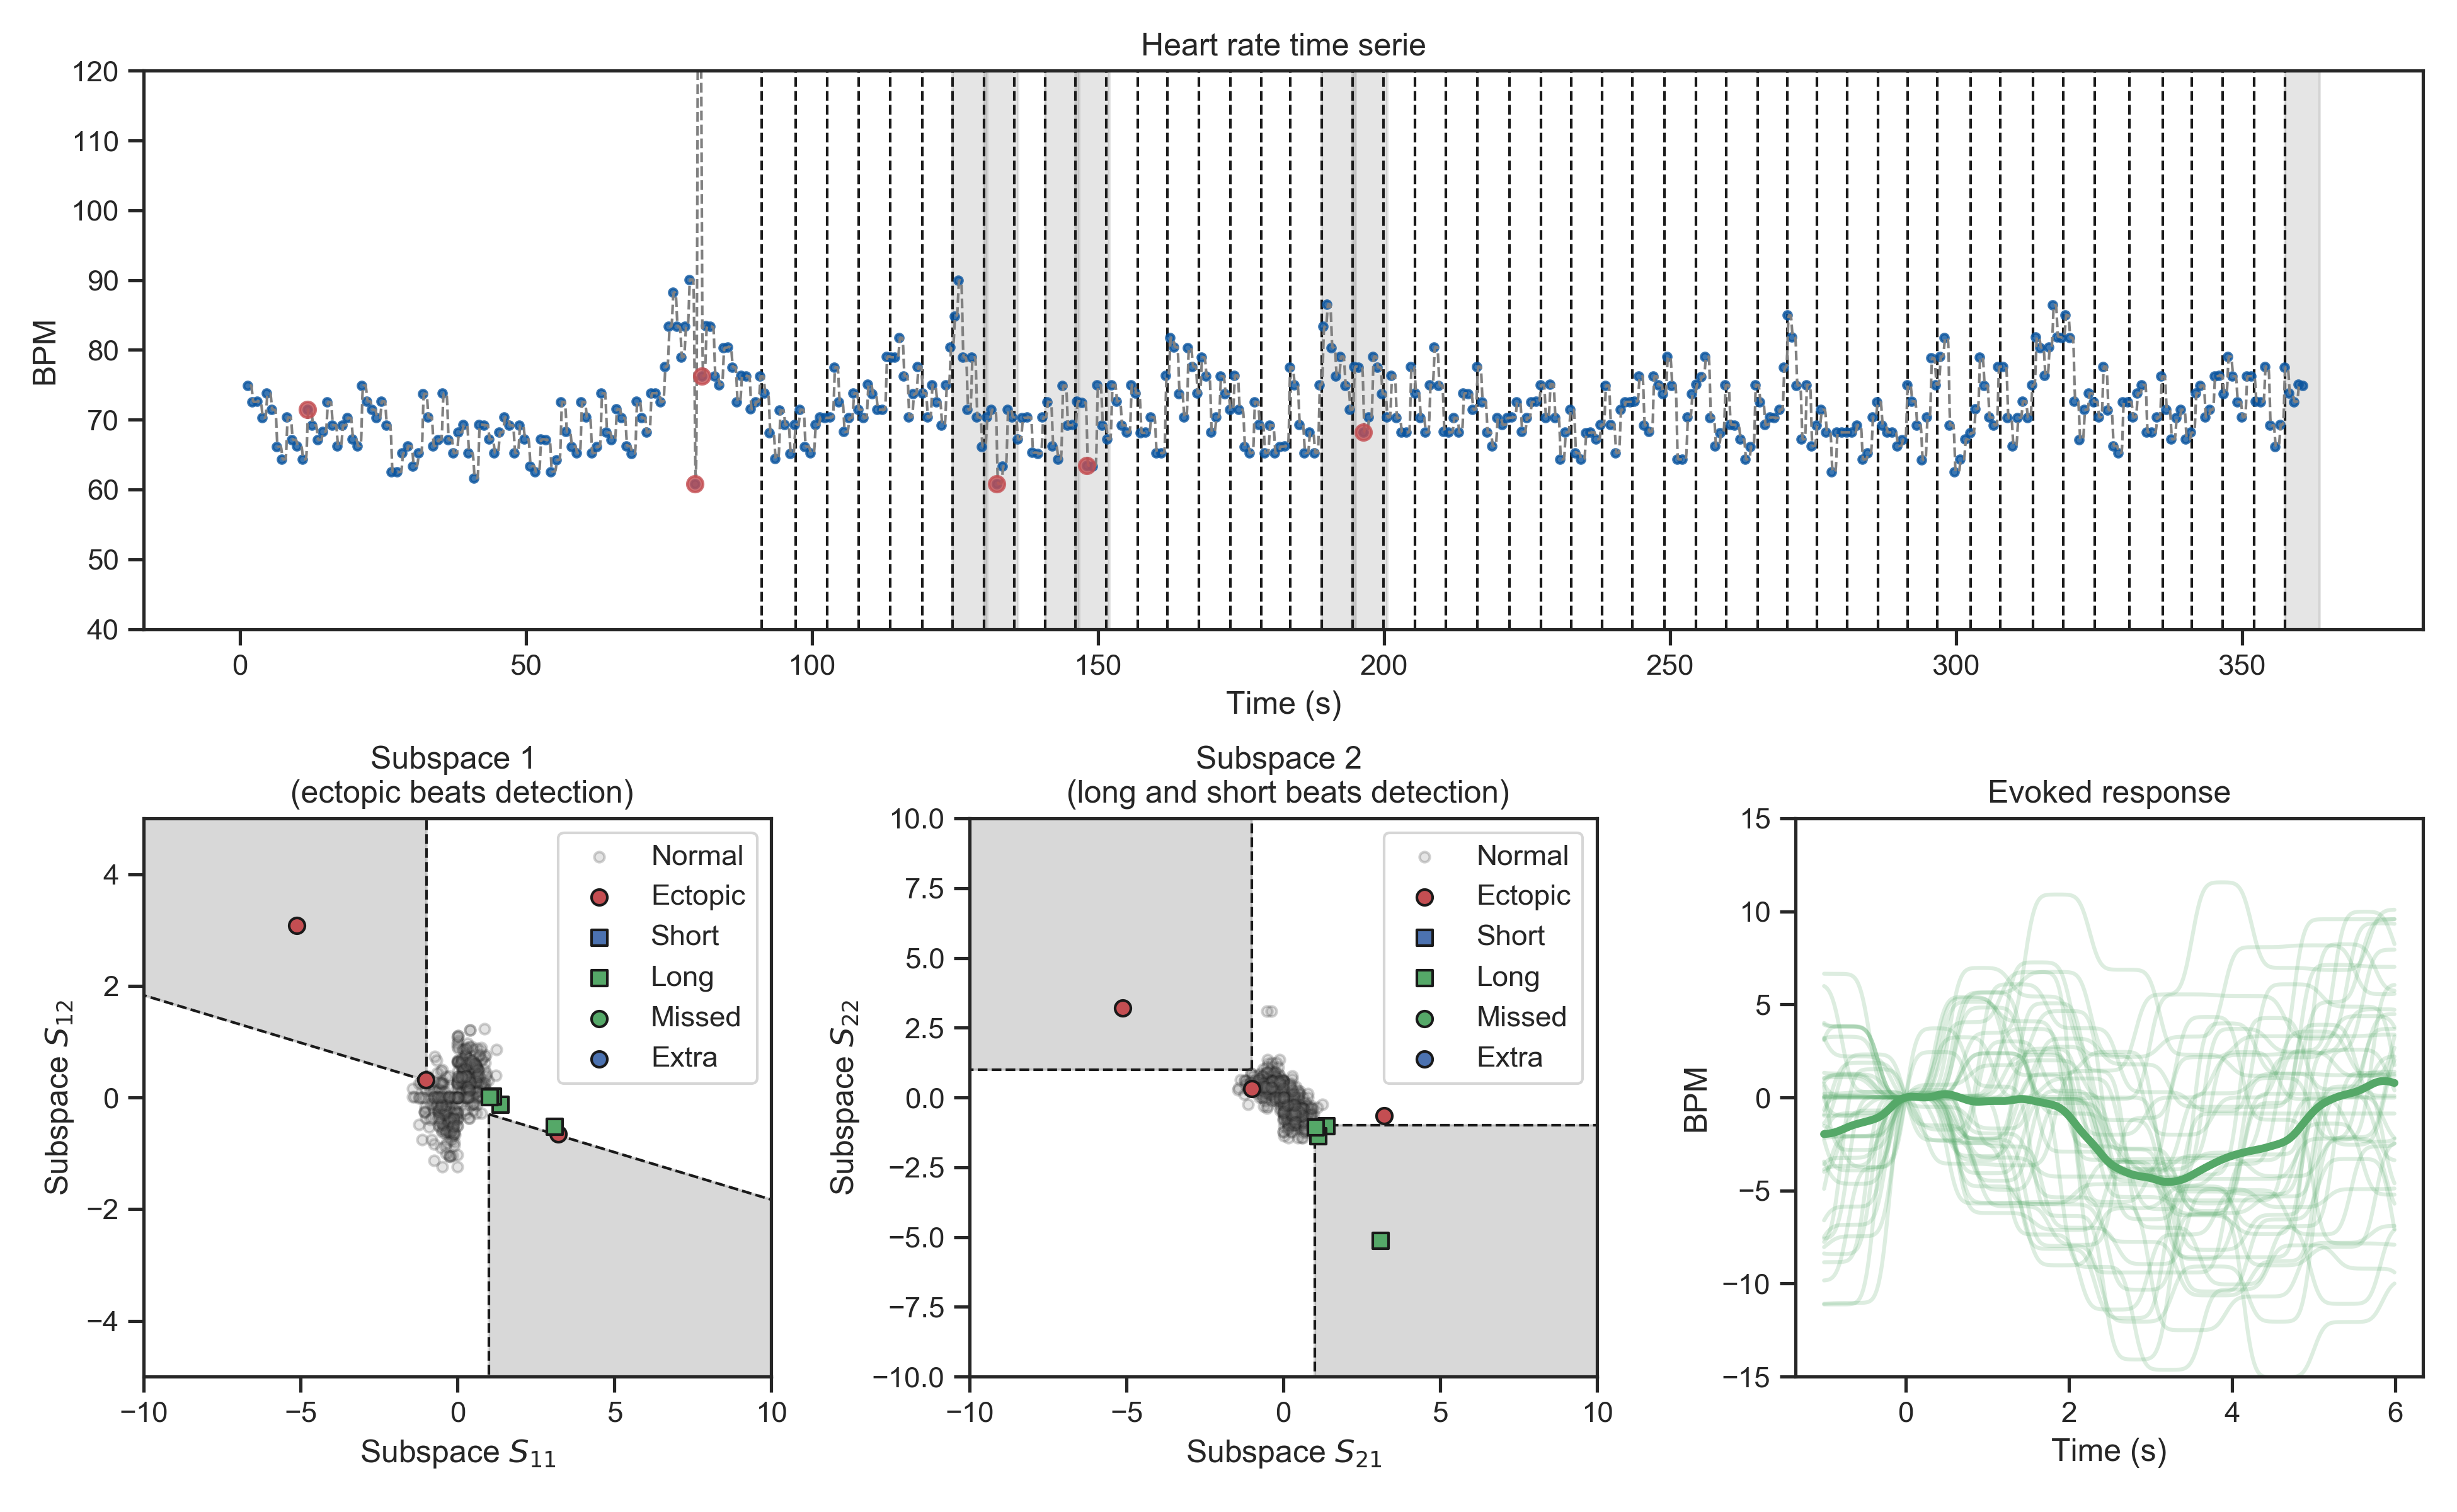 Heart rate time serie
120
110
100
90
80
70
60
50
40
BPM
0 50 100 150 200 250 300 350
Time (s)
Subspace 1
(ectopic beats detection)
4
2
0
−2
−4
Subspace S12
Normal
Ectopic
Short
Long
Missed
Extra
−10 −5 0 5 10
Subspace S11
Subspace 2
(long and short beats detection)
10.0
7.5
5.0
2.5
0.0
−2.5
−5.0
−7.5
−10.0
Subspace S22
Normal
Ectopic
Short
Long
Missed
Extra
−10 −5 0 5 10
Subspace S21
Evoked response
15
10
5
0
−5
−10
−15
BPM
0 2 4 6
Time (s)